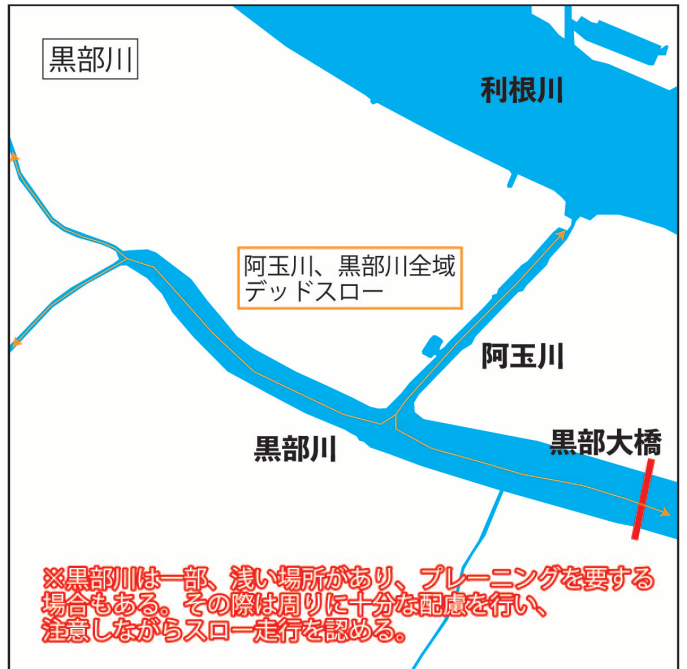 黒部川
利根川
阿玉川、黒部川全域
デッドスロー
阿玉川
黒部大橋
黒部川
※黒部川は一部、浅い場所があり、プレーニングを要する
場合もある。その際は周りに十分な配慮を行い、
注意しながらスロー走行を認める。